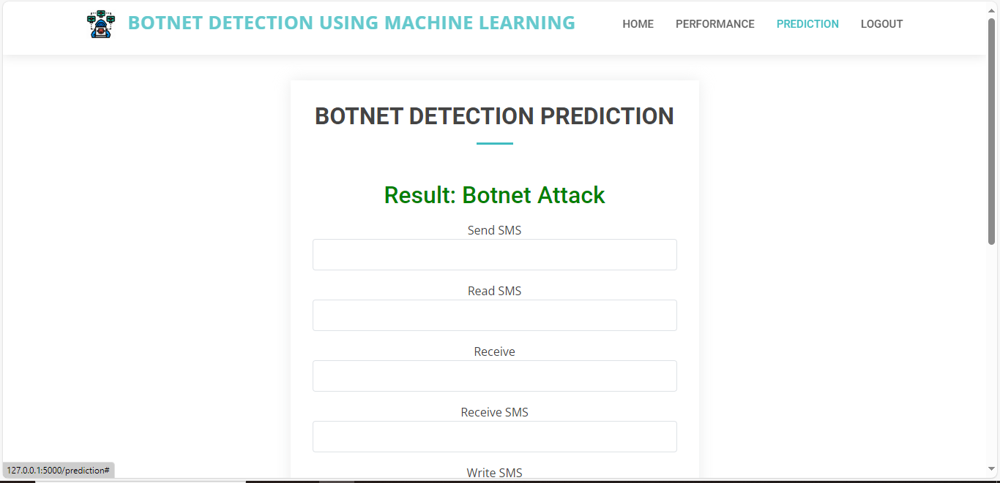 BOTNET DETECTION USING MACHINE LEARNING
HOME PERFORMANCE PREDICTION LOGOUT
BOTNET DETECTION PREDICTION
Result: Botnet Attack
Send SMS
Read SMS
Receive
Receive SMS
Write SMS
127.0.0.1:5000/prediction#